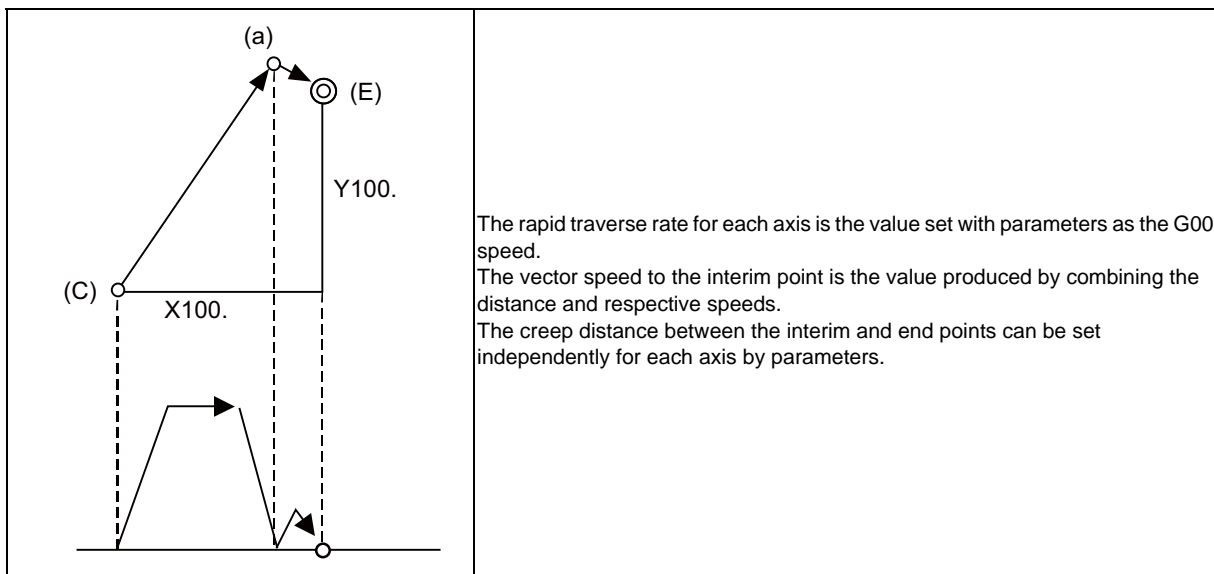 (a)
(E)
Y100.
(C)
X100.
The rapid traverse rate for each axis is the value set with parameters as the G00
speed.
The vector speed to the interim point is the value produced by combining the
distance and respective speeds.
The creep distance between the interim and end points can be set
independently for each axis by parameters.